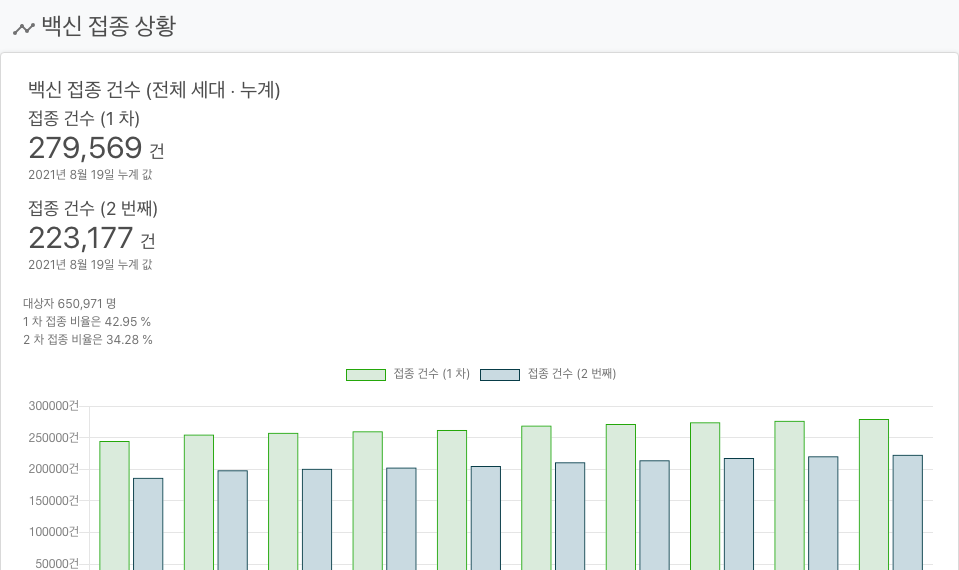 백신 접종 상황
백신 접종 건수 (전체 세대 · 누계)
접종 건수 (1 차)
279,569 건
2021년 8월 19일 누계 값
접종 건수 (2 번째)
223,177 건
2021년 8월 19일 누계 값
대상자 650,971 명
1 차 접종 비율은 42.95 %
2 차 접종 비율은 34.28 %
접종 건수 (1 차) 접종 건수 (2 번째)
300000건
250000건
200000건
150000건
100000건
50000건